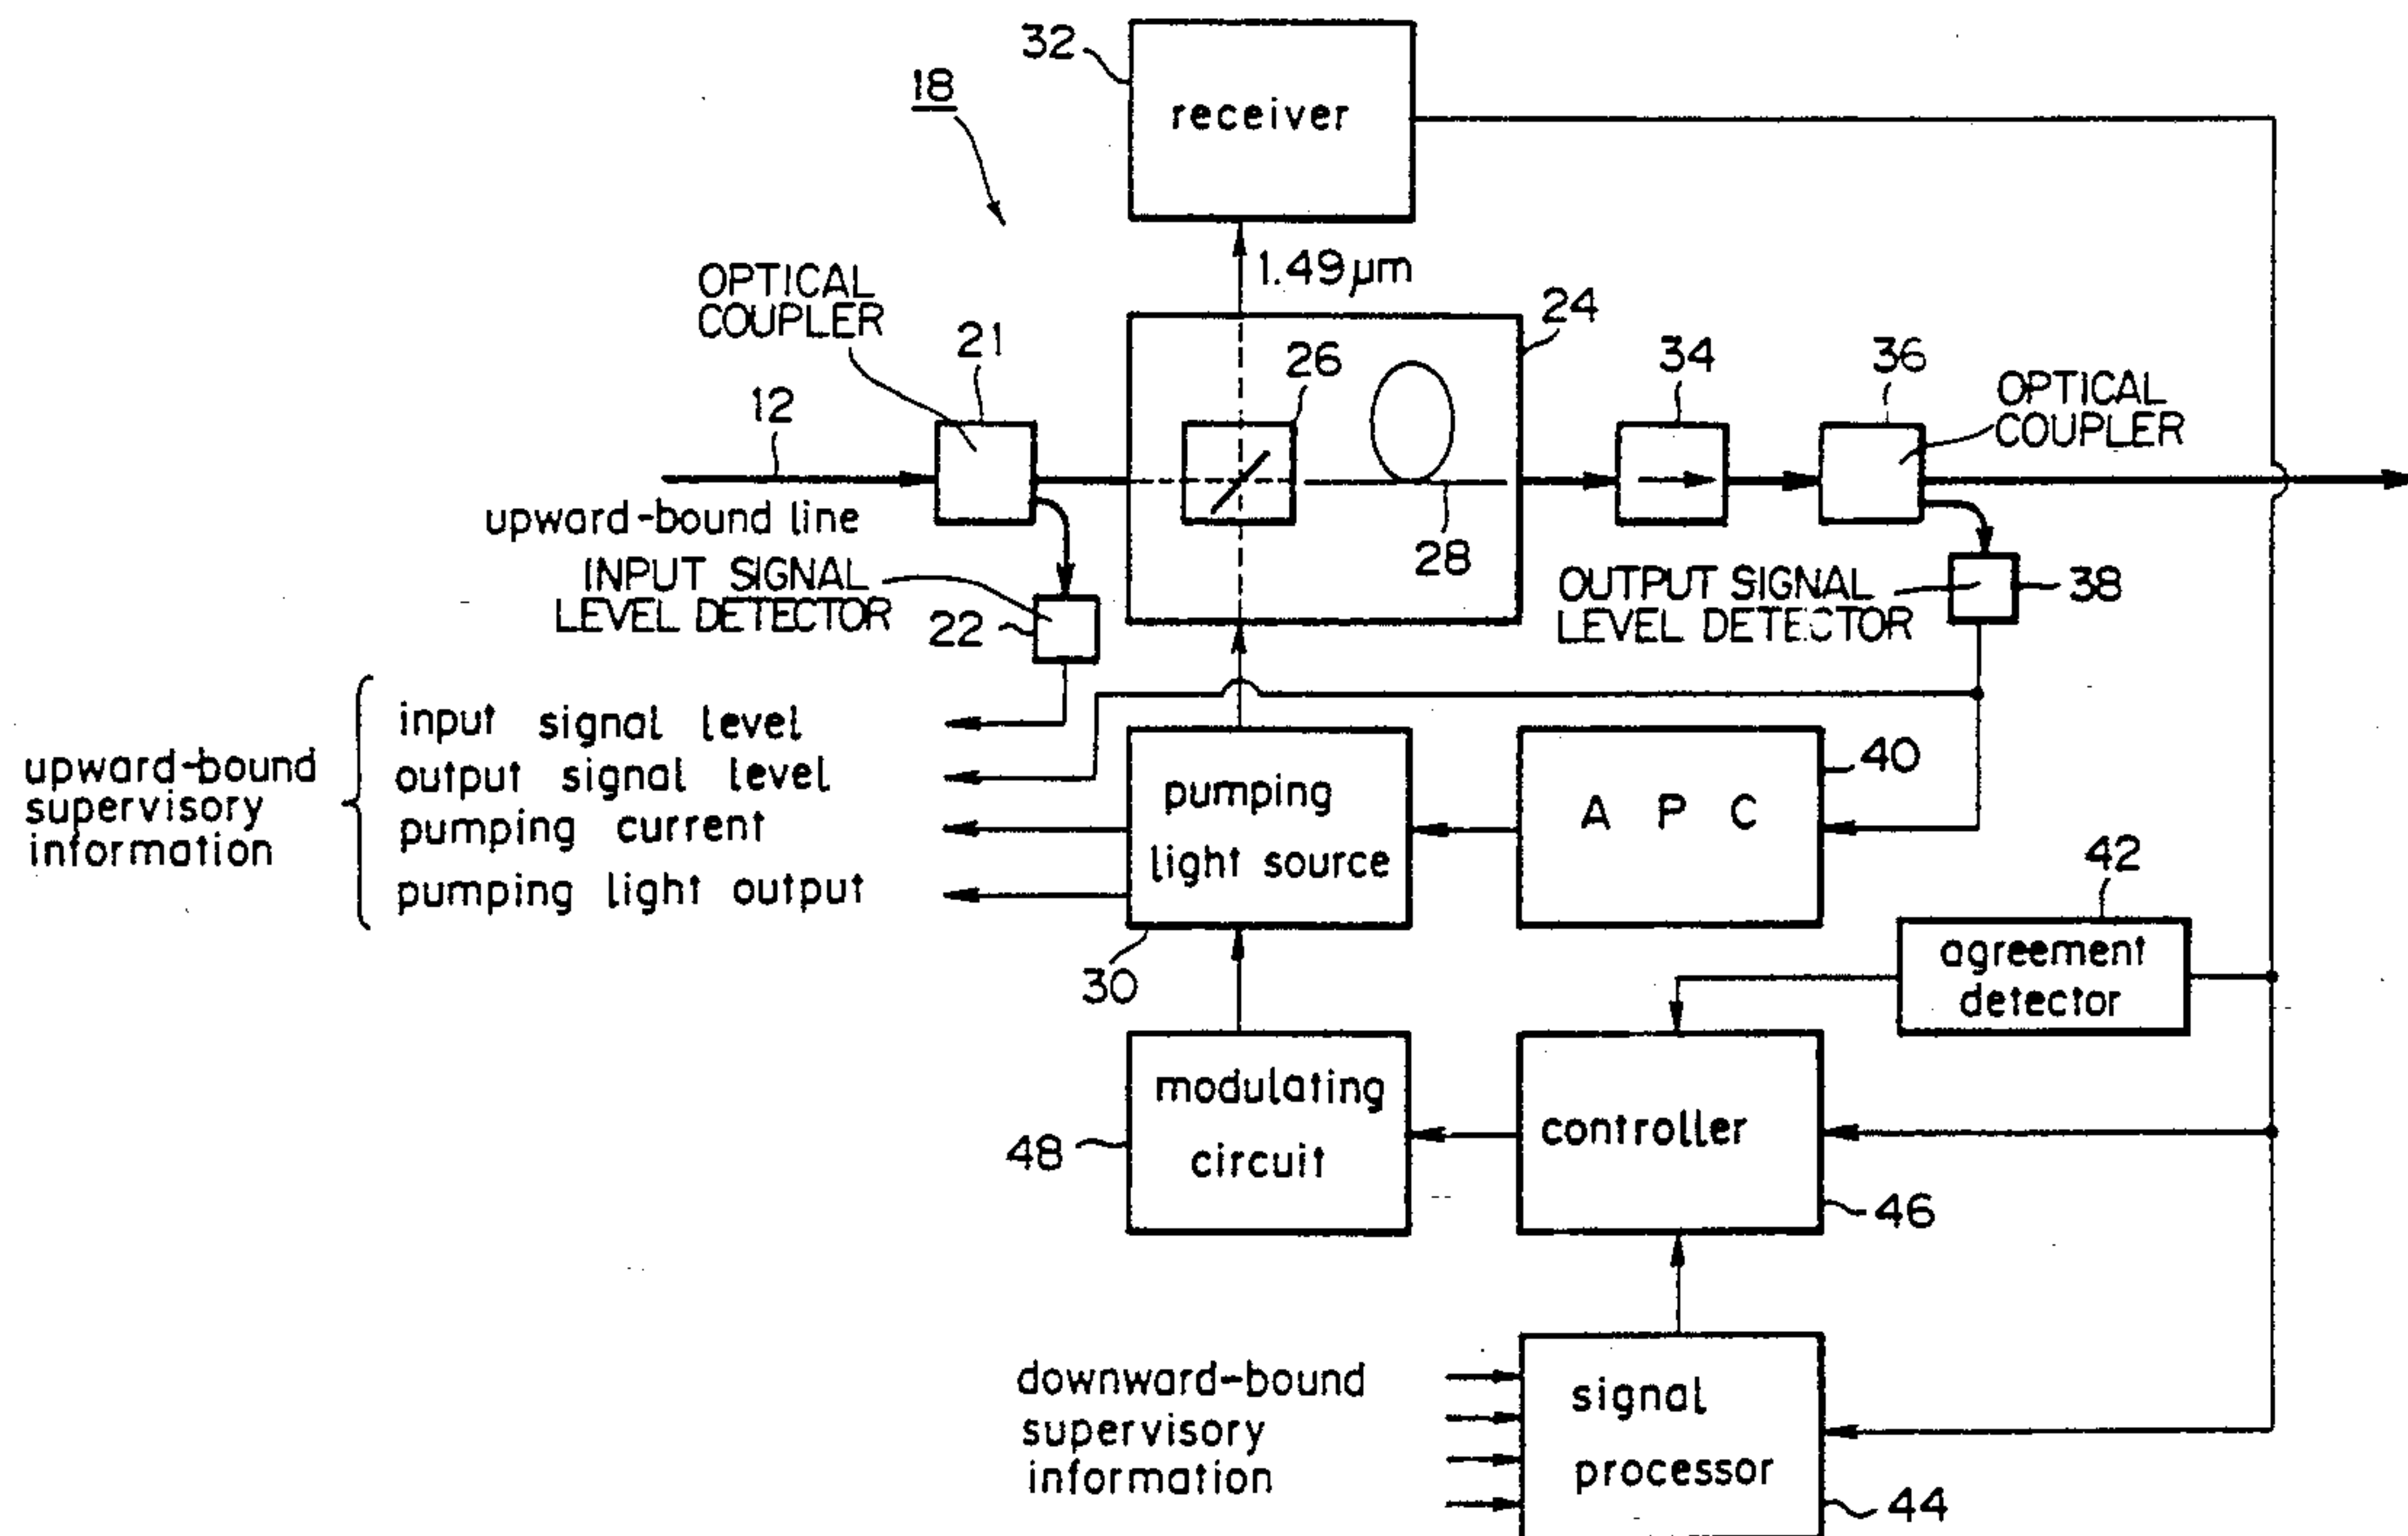 32
18
receiver
1.49µm
OPTICAL
COUPLER
21
24
26
34
36
OPTICAL
COUPLER
12
upward-bound line
28
INPUT SIGNAL
LEVEL DETECTOR
22
OUTPUT SIGNAL
LEVEL DETECTOR
38
upward-bound
supervisory
information
input signal level
output signal level
pumping current
pumping light output
pumping
light source
30
A P C
40
42
agreement
detector
modulating
circuit
48
controller
46
downward-bound
supervisory
information
signal
processor
44